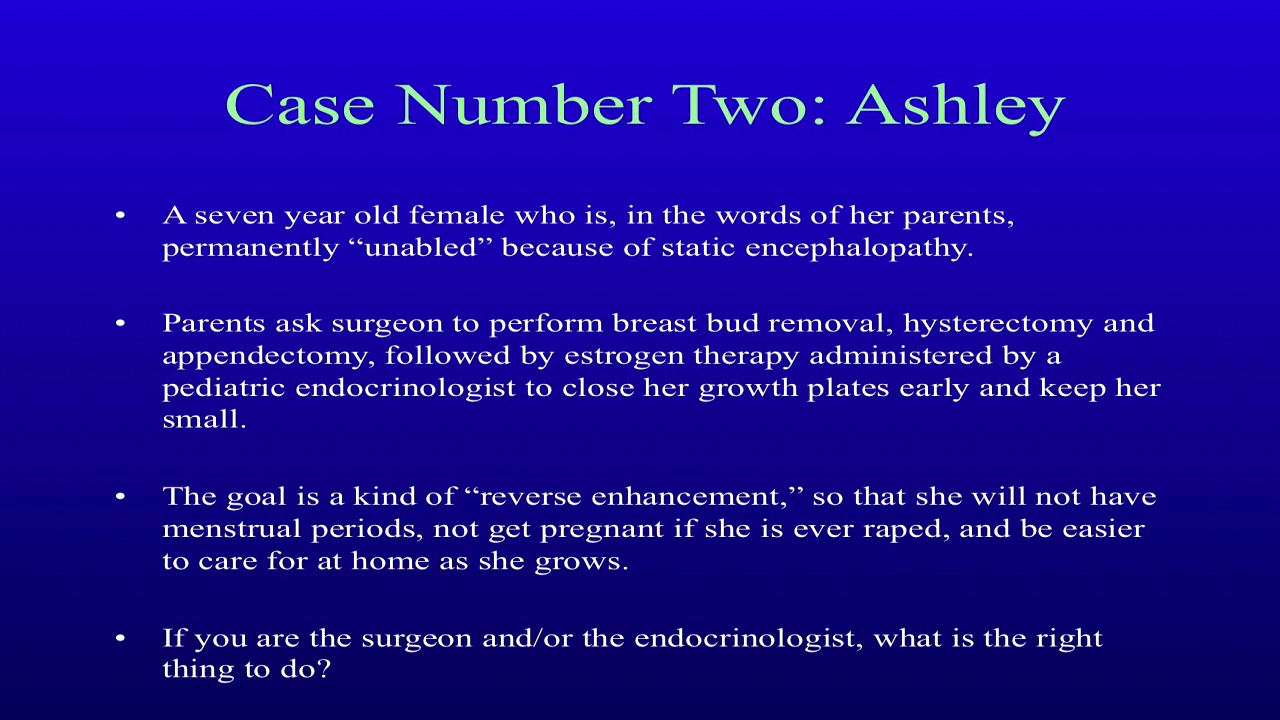 Case Number Two: Ashley
• A seven year old female who is, in the words of her parents,
permanently “unabled” because of static encephalopathy.
• Parents ask surgeon to perform breast bud removal, hysterectomy and
appendectomy, followed by estrogen therapy administered by a
pediatric endocrinologist to close her growth plates early and keep her
small.
• The goal is a kind of “reverse enhancement,” so that she will not have
menstrual periods, not get pregnant if she is ever raped, and be easier
to care for at home as she grows.
• If you are the surgeon and/or the endocrinologist, what is the right
thing to do?